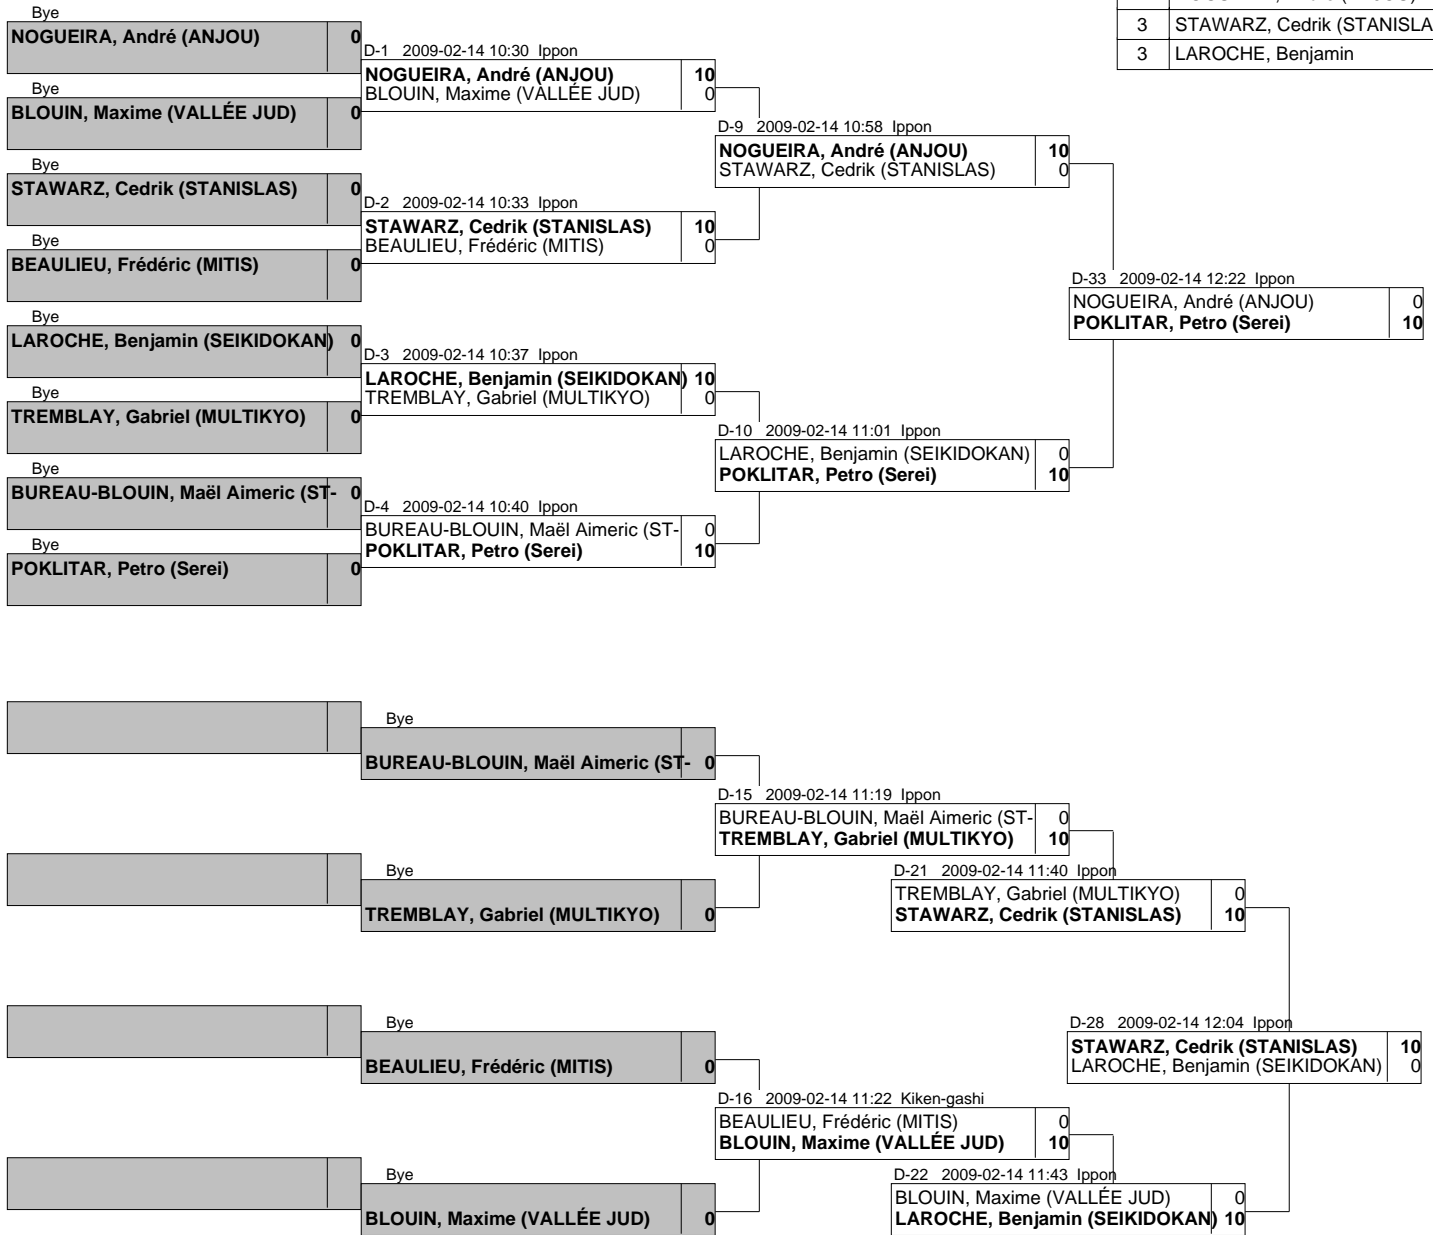 3 STAWARZ, Cedrik (STANISLA
3 LAROCHE, Benjamin
Bye
NOGUEIRA, André (ANJOU) 0
Bye
BLOUIN, Maxime (VALLÉE JUD) 0
Bye
STAWARZ, Cedrik (STANISLAS) 0
Bye
BEAULIEU, Frédéric (MITIS) 0
Bye
LAROCHE, Benjamin (SEIKIDOKAN) 0
Bye
TREMBLAY, Gabriel (MULTIKYO) 0
Bye
BUREAU-BLOUIN, Maël Aimeric (ST- 0
Bye
POKLITAR, Petro (Serei) 0
D-1 2009-02-14 10:30 Ippon
NOGUEIRA, André (ANJOU) 10
BLOUIN, Maxime (VALLÉE JUD) 0
D-2 2009-02-14 10:33 Ippon
STAWARZ, Cedrik (STANISLAS) 10
BEAULIEU, Frédéric (MITIS) 0
D-3 2009-02-14 10:37 Ippon
LAROCHE, Benjamin (SEIKIDOKAN) 10
TREMBLAY, Gabriel (MULTIKYO) 0
D-4 2009-02-14 10:40 Ippon
BUREAU-BLOUIN, Maël Aimeric (ST- 0
POKLITAR, Petro (Serei) 10
D-9 2009-02-14 10:58 Ippon
NOGUEIRA, André (ANJOU) 10
STAWARZ, Cedrik (STANISLAS) 0
D-10 2009-02-14 11:01 Ippon
LAROCHE, Benjamin (SEIKIDOKAN) 0
POKLITAR, Petro (Serei) 10
D-33 2009-02-14 12:22 Ippon
NOGUEIRA, André (ANJOU) 0
POKLITAR, Petro (Serei) 10
Bye
BUREAU-BLOUIN, Maël Aimeric (ST- 0
Bye
TREMBLAY, Gabriel (MULTIKYO) 0
Bye
BEAULIEU, Frédéric (MITIS) 0
Bye
BLOUIN, Maxime (VALLÉE JUD) 0
D-15 2009-02-14 11:19 Ippon
BUREAU-BLOUIN, Maël Aimeric (ST- 0
TREMBLAY, Gabriel (MULTIKYO) 10
D-16 2009-02-14 11:22 Kiken-gashi
BEAULIEU, Frédéric (MITIS) 0
BLOUIN, Maxime (VALLÉE JUD) 10
D-21 2009-02-14 11:40 Ippon
TREMBLAY, Gabriel (MULTIKYO) 0
STAWARZ, Cedrik (STANISLAS) 10
D-22 2009-02-14 11:43 Ippon
BLOUIN, Maxime (VALLÉE JUD) 0
LAROCHE, Benjamin (SEIKIDOKAN) 10
D-28 2009-02-14 12:04 Ippon
STAWARZ, Cedrik (STANISLAS) 10
LAROCHE, Benjamin (SEIKIDOKAN) 0